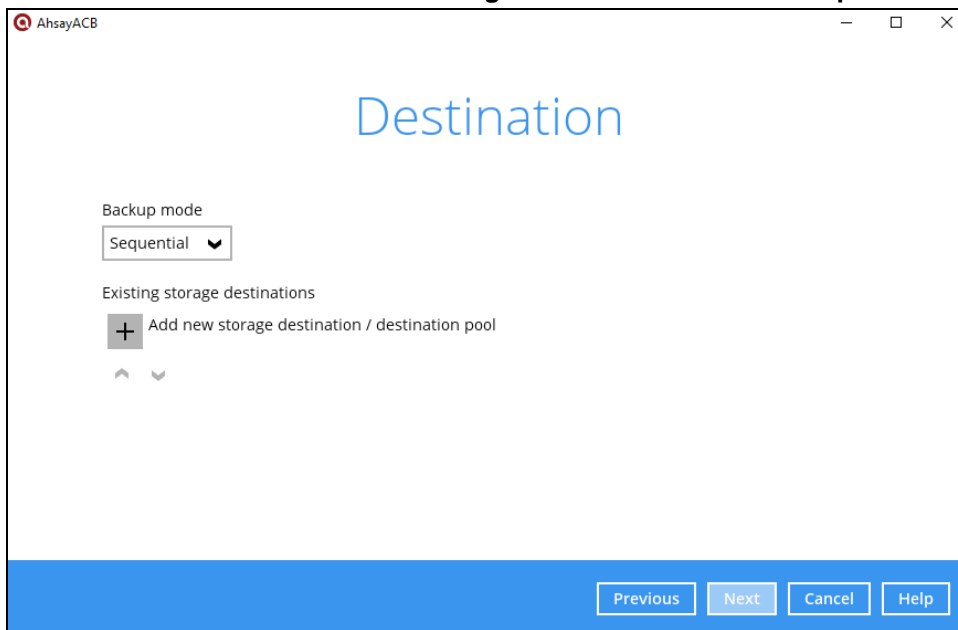 AhsayACB
Destination
Backup mode
Sequential
Existing storage destinations
Add new storage destination / destination pool
Previous Next Cancel Help